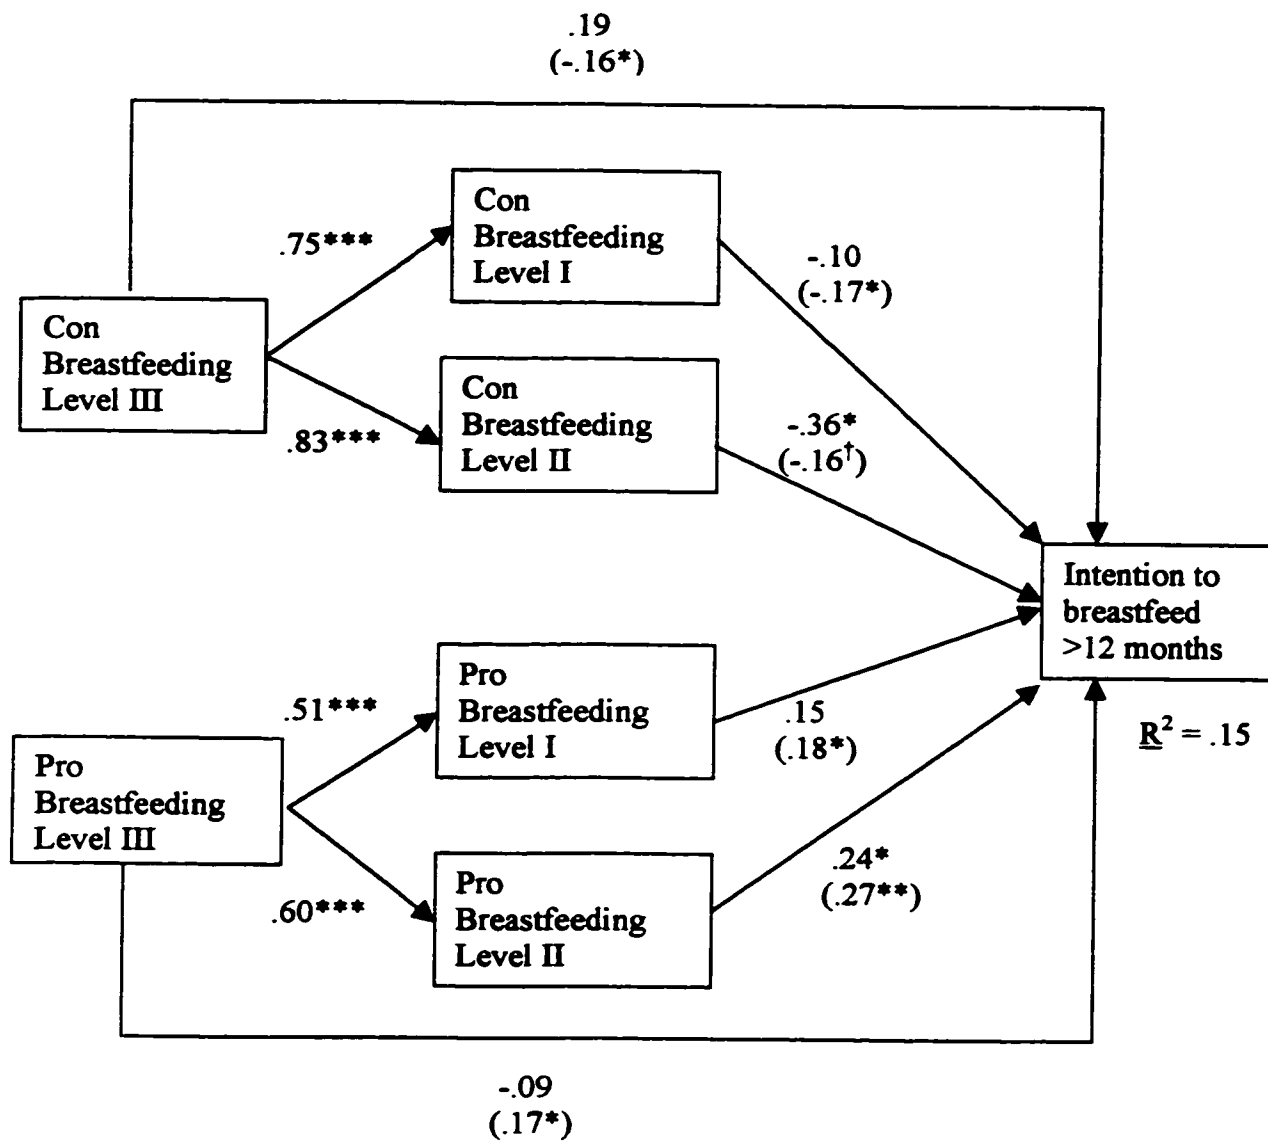 .19
(-.16*)
Con
Breastfeeding
Level I
.75***
-.10
(-.17*)
Con
Breastfeeding
Level III
Con
Breastfeeding
Level II
.83***
-.36*
(-.16†)
Intention to
breastfeed
>12 months
R² = .15
Pro
Breastfeeding
Level I
.51***
.15
(.18*)
Pro
Breastfeeding
Level III
Pro
Breastfeeding
Level II
.60***
.24*
(.27**)
-.09
(.17*)